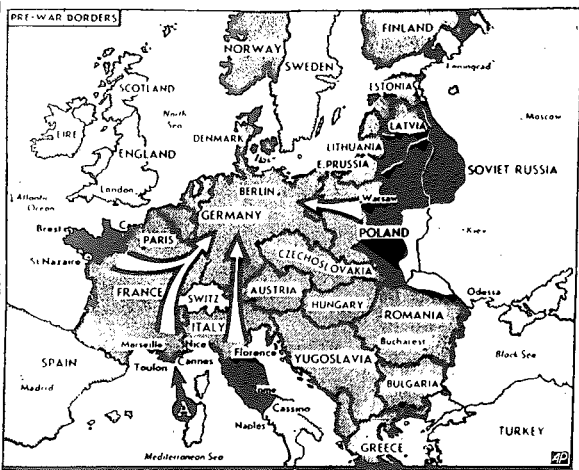 PRE-WAR BORDERS
FINLAND
NORWAY
SWEDEN
Leningrad
SCOTLAND
ESTONIA
North
Sea
LATVIA
Moscow
EIRE
DENMARK
ENGLAND
LITHUANIA
E.PRUSSIA
SOVIET RUSSIA
London
BERLIN
Atlantic
Ocean
Warsaw
GERMANY
Brest
PARIS
POLAND
Kiev
St Nazaire
CZECHOSLOVAKIA
FRANCE
SWITZ
AUSTRIA
HUNGARY
Odessa
ITALY
ROMANIA
Marseille
Nice
Florence
Bucharest
Toulon
Cannes
YUGOSLAVIA
Black Sea
SPAIN
Madrid
BULGARIA
A
Rome
Cassino
Naples
TURKEY
Mediterranean Sea
GREECE
AP